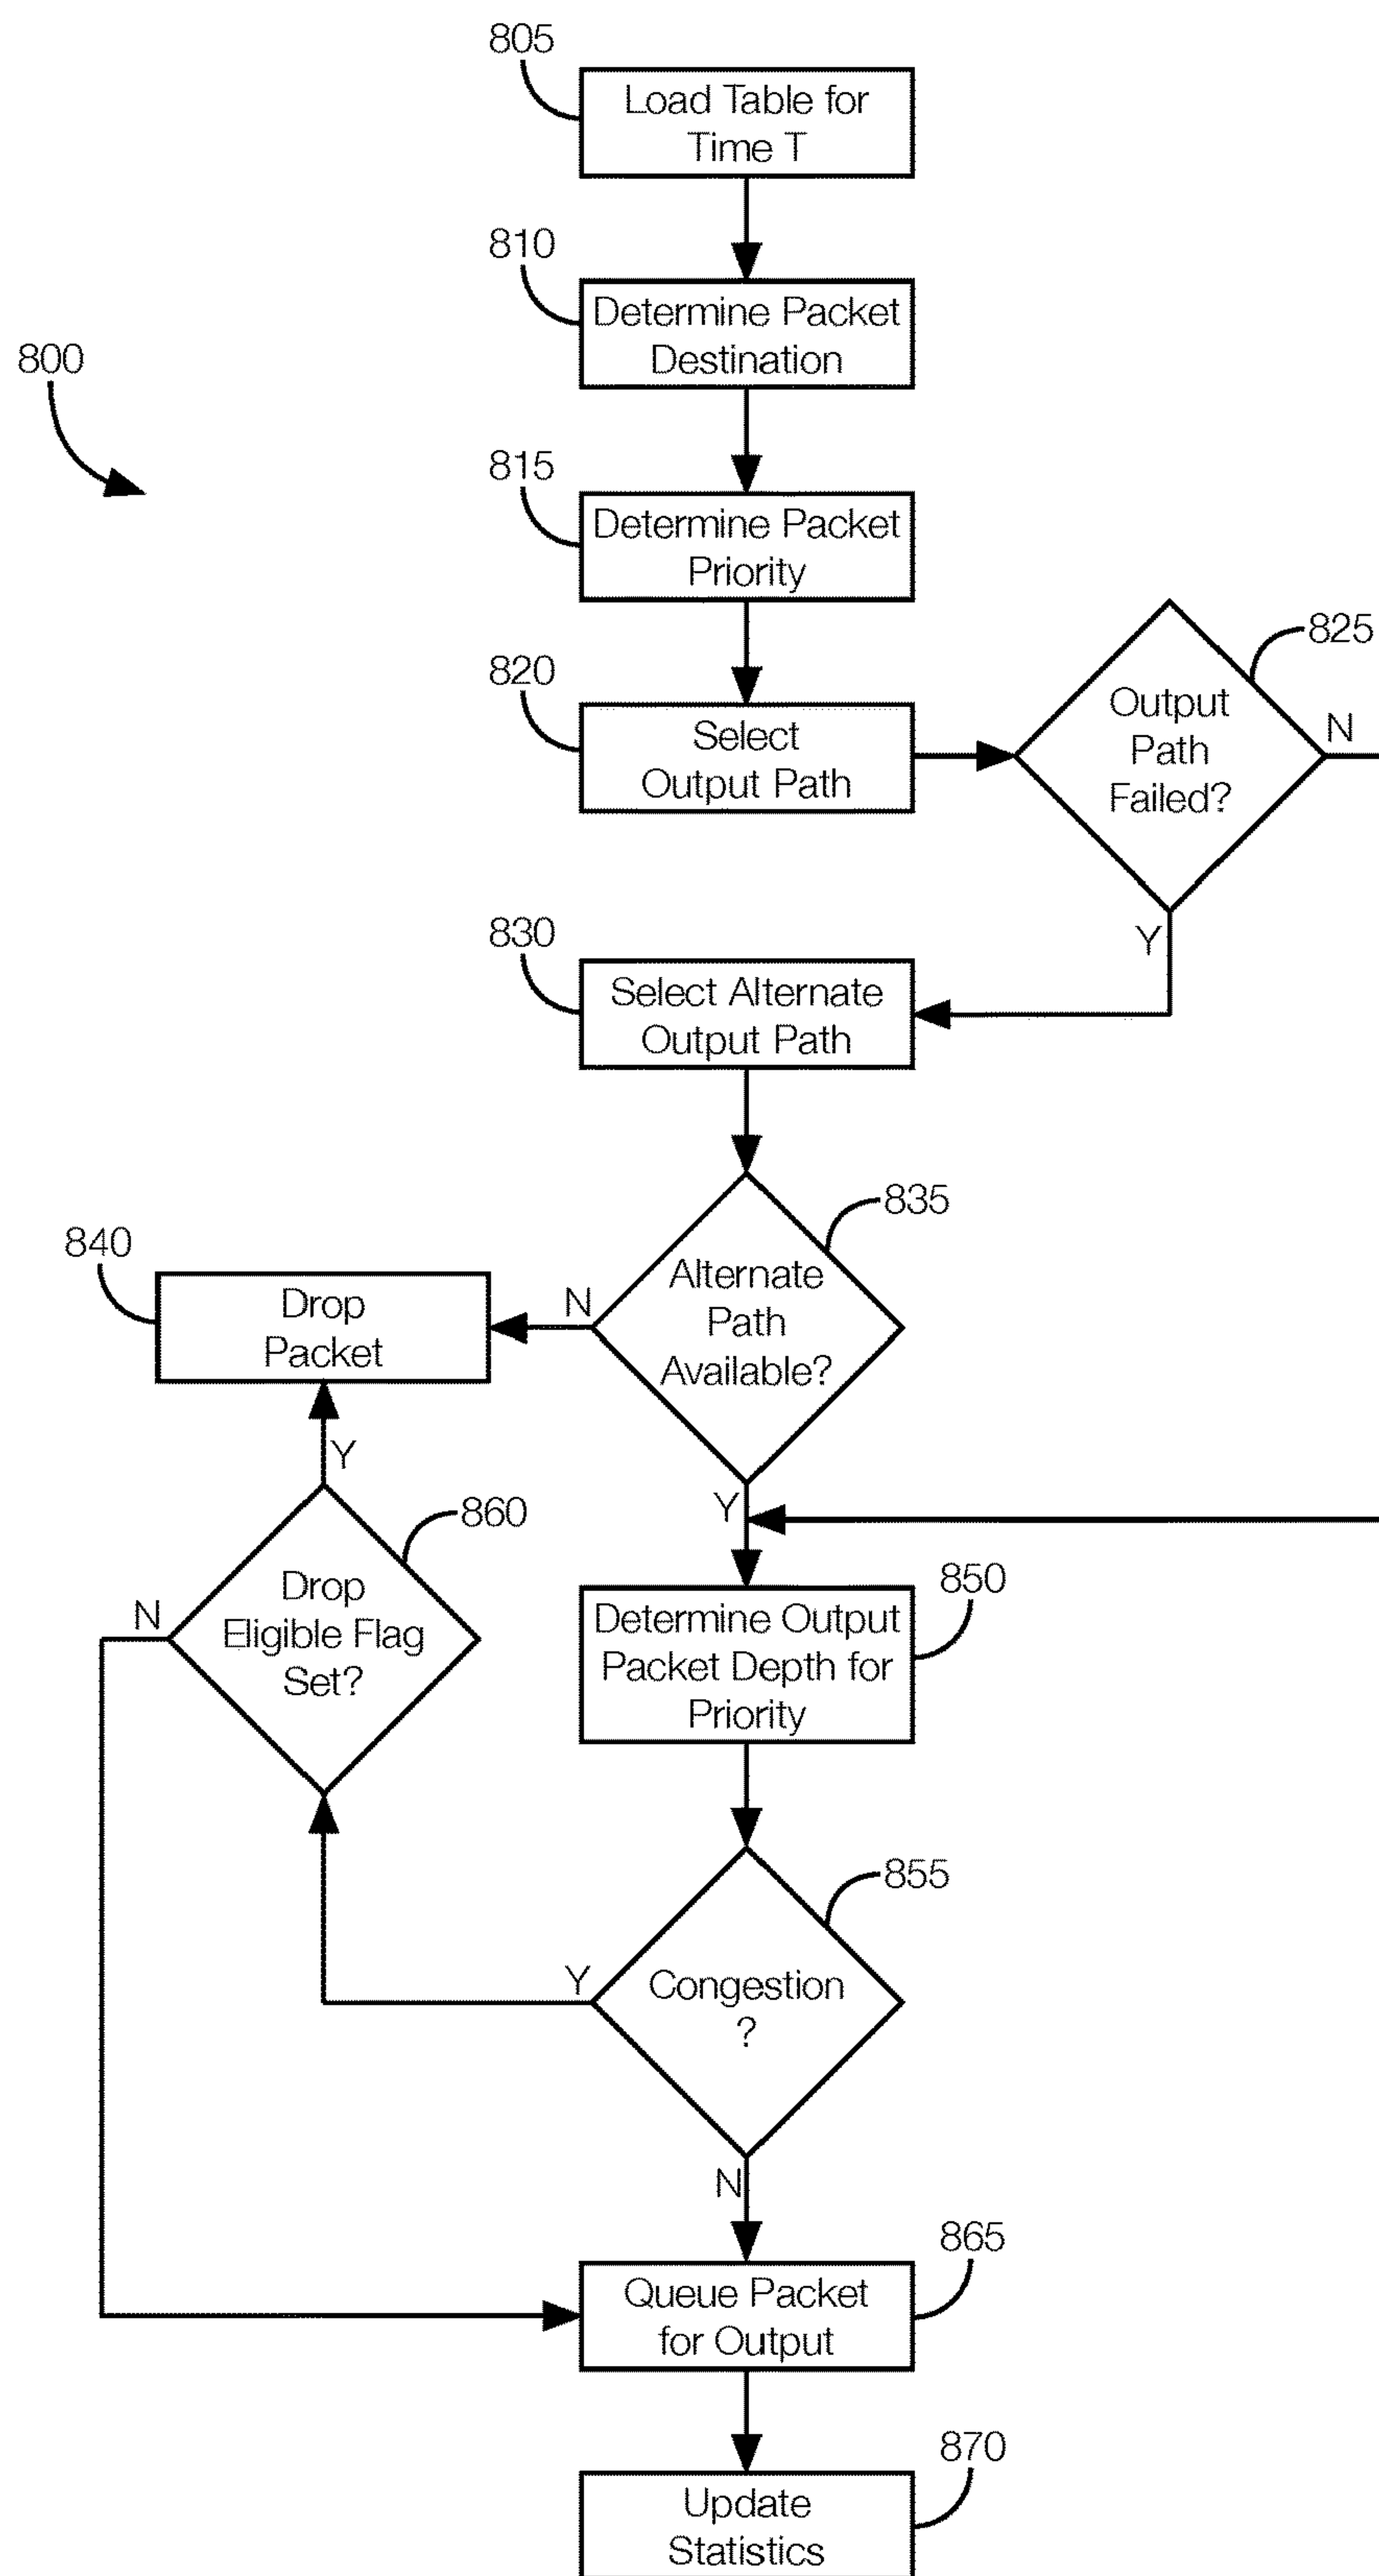 805
Load Table for
Time T
810
Determine Packet
Destination
800
815
Determine Packet
Priority
825
820
Select
Output Path
Output
Path
Failed?
N
Y
830
Select Alternate
Output Path
835
840
Drop
Packet
N
Alternate
Path
Available?
Y
Y
860
Drop
Eligible Flag
Set?
N
850
Determine Output
Packet Depth for
Priority
855
Y
Congestion
?
N
865
Queue Packet
for Output
870
Update
Statistics